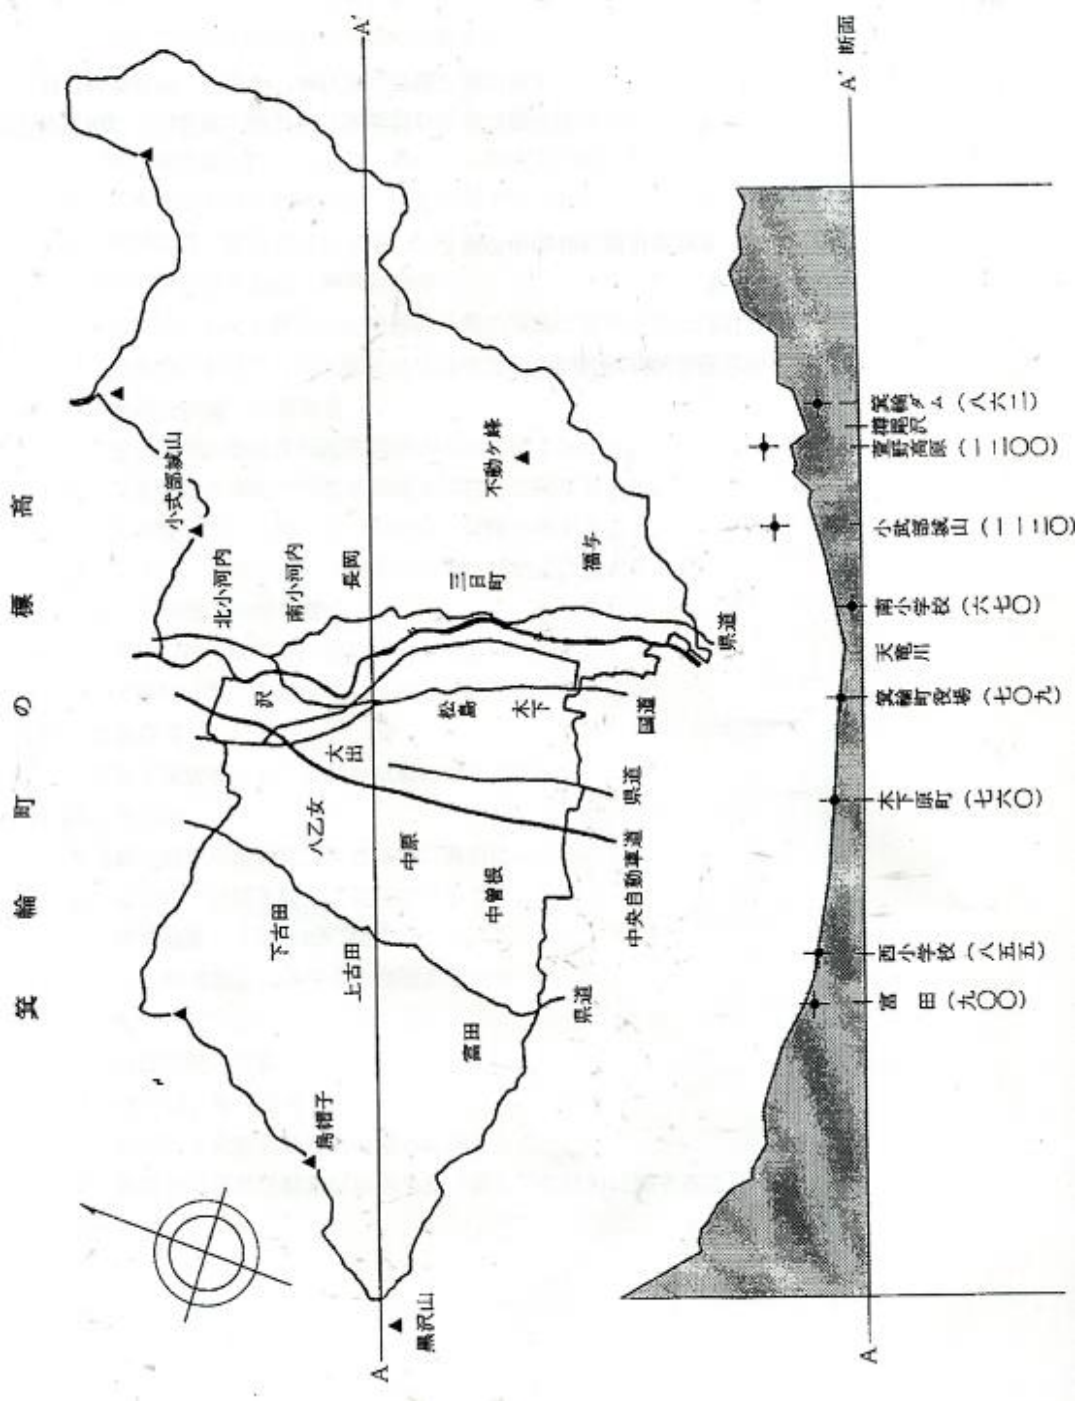 箕輪町の標高
A
A´
黒沢山
烏帽子
富田
上古田
下古田
県道
中曽根
中原
八乙女
中央自動車道
県道
大出
沢
松島
木下
国道
県道
北小河内
南小河内
長岡
三日町
福与
小式部城山
不動ケ峰
A
A´ 断面
富田（九〇〇）
西小学校（八五五）
木下原町（七六〇）
箕輪町役場（七〇九）
天竜川
南小学校（六七〇）
小式部城山（一一二〇）
萱野高原（一二〇〇）
樽尾沢
箕輪ダム（八六二）